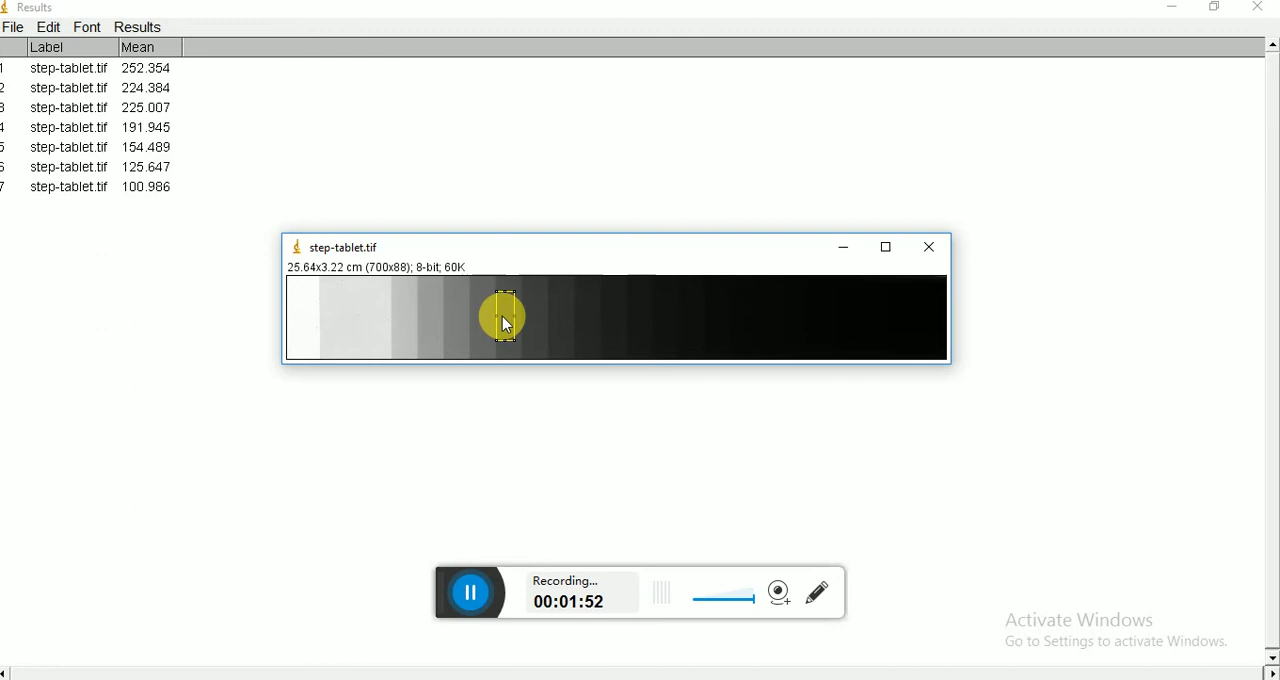 Results
File Edit Font Results
Label Mean
1 step-tablet.tif 252.354
2 step-tablet.tif 224.384
3 step-tablet.tif 225.007
4 step-tablet.tif 191.945
5 step-tablet.tif 154.489
6 step-tablet.tif 125.647
7 step-tablet.tif 100.986
step-tablet.tif
25.64x3.22 cm (700x88); 8-bit; 60K
Recording...
00:01:52
Activate Windows
Go to Settings to activate Windows.